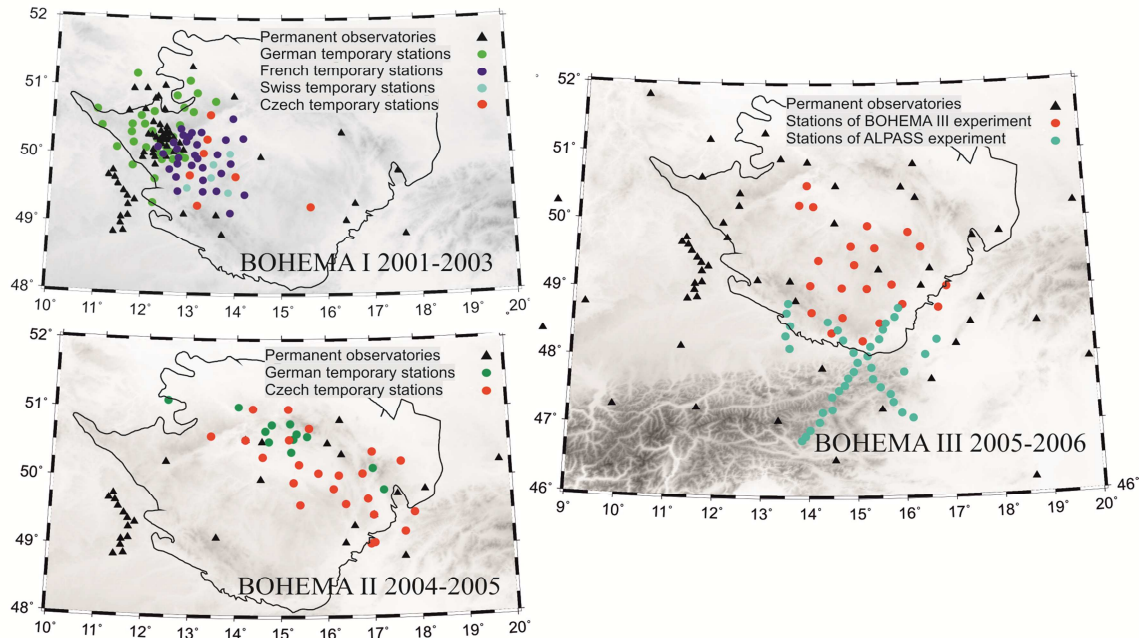 52
Permanent observatories
German temporary stations
French temporary stations
Swiss temporary stations
Czech temporary stations
51˚
50˚
49˚
BOHEMA I 2001-2003
48˚
10˚ 11˚ 12˚ 13˚ 14˚ 15˚ 16˚ 17˚ 18˚ 19˚ 20˚
52˚
Permanent observatories
German temporary stations
Czech temporary stations
51˚
50˚
49˚
BOHEMA II 2004-2005
48˚
10˚ 11˚ 12˚ 13˚ 14˚ 15˚ 16˚ 17˚ 18˚ 19˚ 20˚
52˚
Permanent observatories
Stations of BOHEMA III experiment
Stations of ALPASS experiment
51˚
50˚
49˚
48˚
47˚
BOHEMA III 2005-2006
46˚ 46˚
9˚ 10˚ 11˚ 12˚ 13˚ 14˚ 15˚ 16˚ 17˚ 18˚ 19˚ 20˚